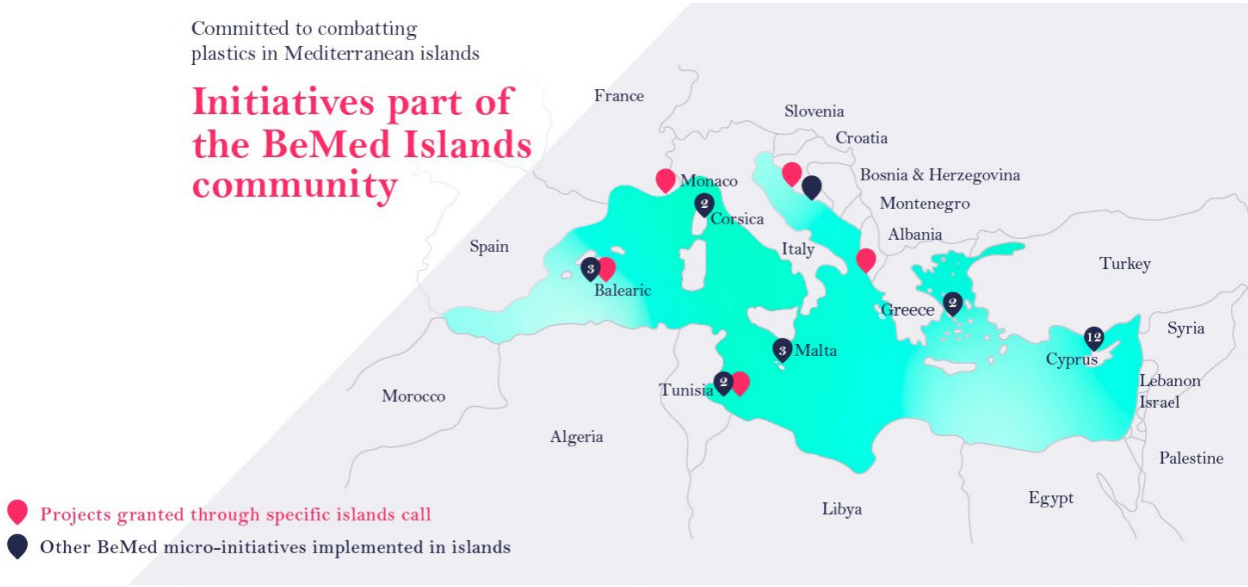 Committed to combatting
plastics in Mediterranean islands
Initiatives part of
the BeMed Islands
community
France
Slovenia
Croatia
Bosnia & Herzegovina
Montenegro
Albania
Monaco
2
Corsica
Italy
Spain
3
Balearic
Turkey
Greece
2
12
Cyprus
Syria
3
Malta
Tunisia
2
Lebanon
Israel
Morocco
Algeria
Palestine
Libya
Egypt
Projects granted through specific islands call
Other BeMed micro-initiatives implemented in islands